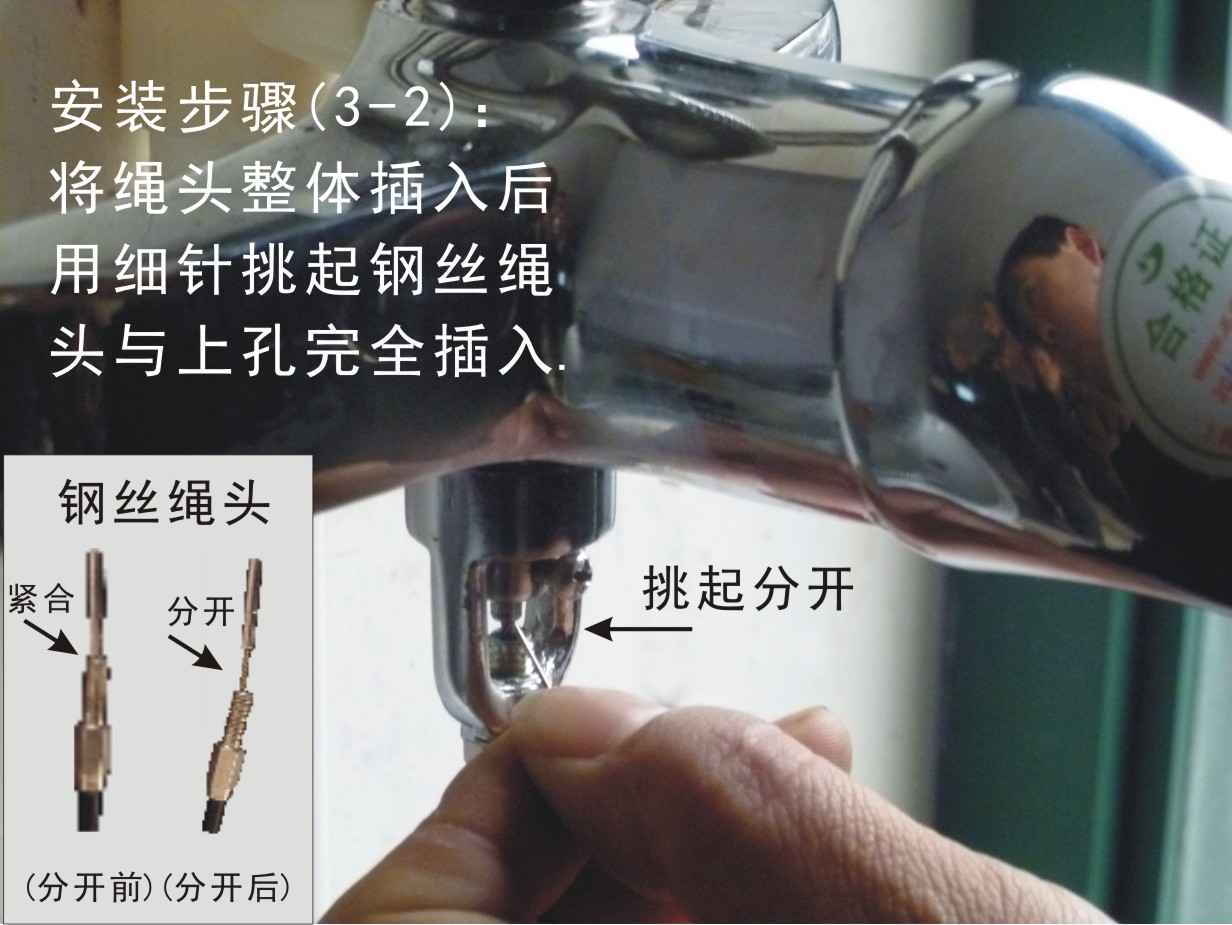 安装步骤(3-2):
将绳头整体插入后
用细针挑起钢丝绳
头与上孔完全插入.
合格证
钢丝绳头
挑起分开
紧合
分开
(分开前)(分开后)